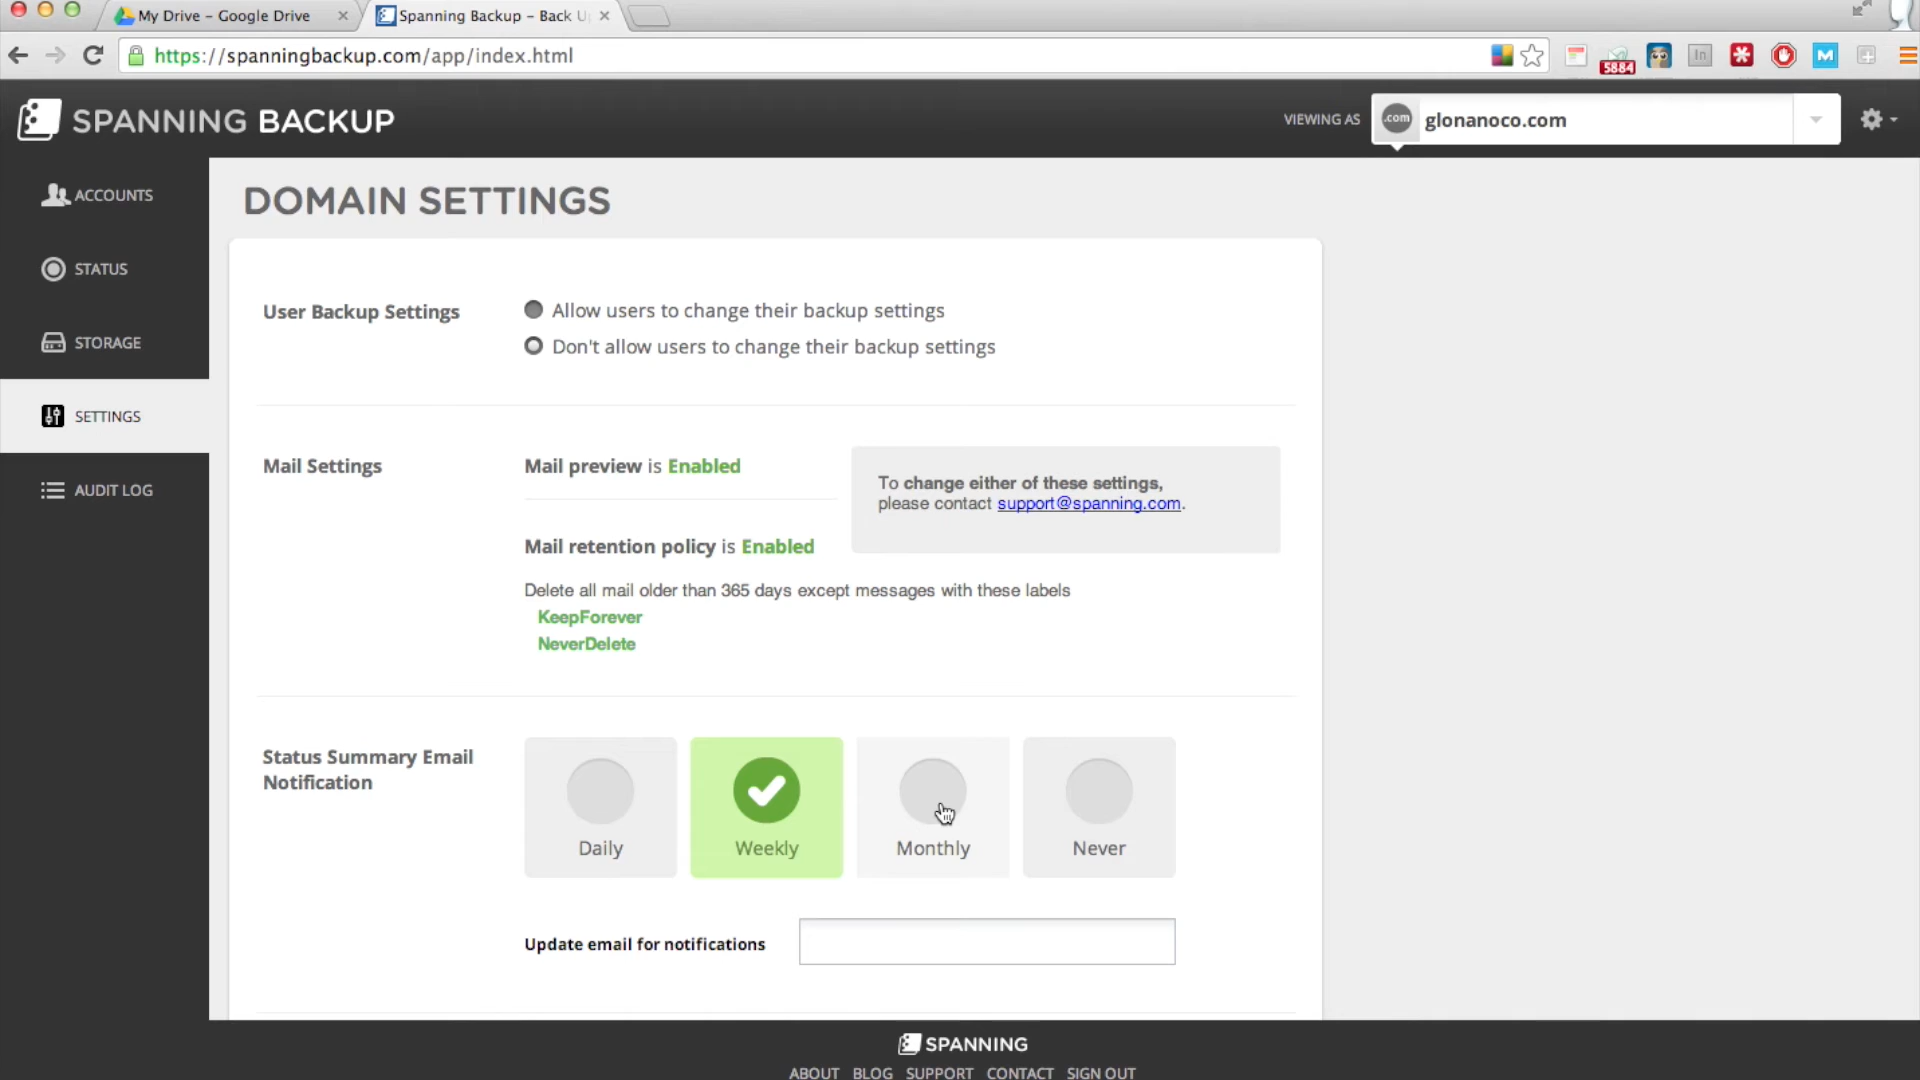 My Drive - Google Drive
Spanning Backup - Back U
https://spanningbackup.com/app/index.html
5884
In
M
SPANNING BACKUP
VIEWING AS
.com
glonanoco.com
ACCOUNTS
STATUS
STORAGE
SETTINGS
AUDIT LOG
DOMAIN SETTINGS
User Backup Settings
Allow users to change their backup settings
Don't allow users to change their backup settings
Mail Settings
Mail preview is Enabled
To change either of these settings,
please contact support@spanning.com.
Mail retention policy is Enabled
Delete all mail older than 365 days except messages with these labels
KeepForever
NeverDelete
Status Summary Email
Notification
Daily
Weekly
Monthly
Never
Update email for notifications
SPANNING
ABOUT BLOG SUPPORT CONTACT SIGN OUT